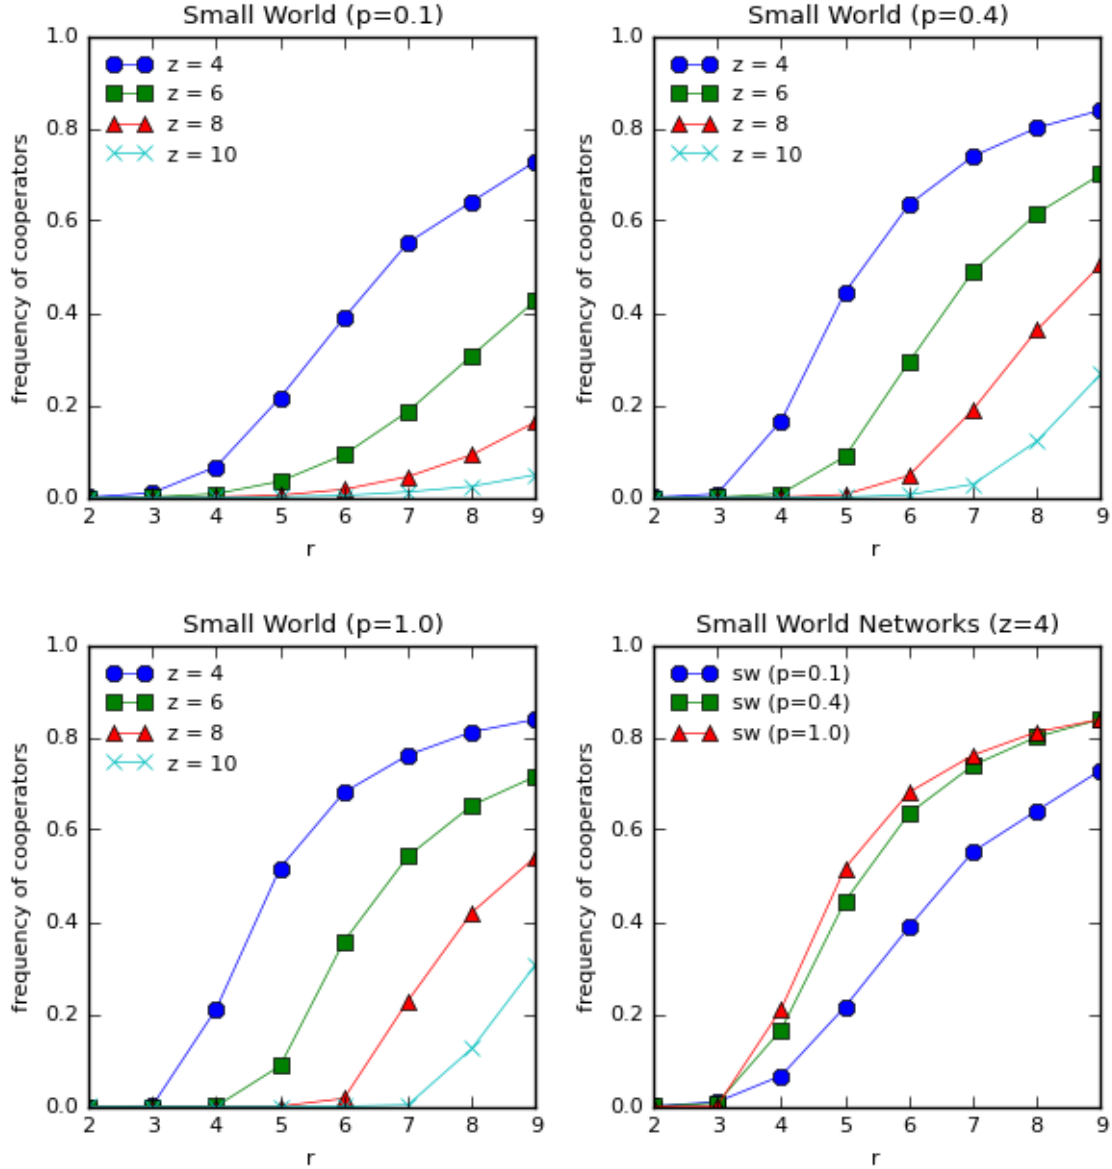 Small World (p=0.1)
1.0
0.8
0.6
0.4
0.2
0.0
frequency of cooperators
z = 4
z = 6
z = 8
z = 10
2 3 4 5 6 7 8 9
r
Small World (p=0.4)
1.0
0.8
0.6
0.4
0.2
0.0
frequency of cooperators
z = 4
z = 6
z = 8
z = 10
2 3 4 5 6 7 8 9
r
Small World (p=1.0)
1.0
0.8
0.6
0.4
0.2
0.0
frequency of cooperators
z = 4
z = 6
z = 8
z = 10
2 3 4 5 6 7 8 9
r
Small World Networks (z=4)
1.0
0.8
0.6
0.4
0.2
0.0
frequency of cooperators
sw (p=0.1)
sw (p=0.4)
sw (p=1.0)
2 3 4 5 6 7 8 9
r